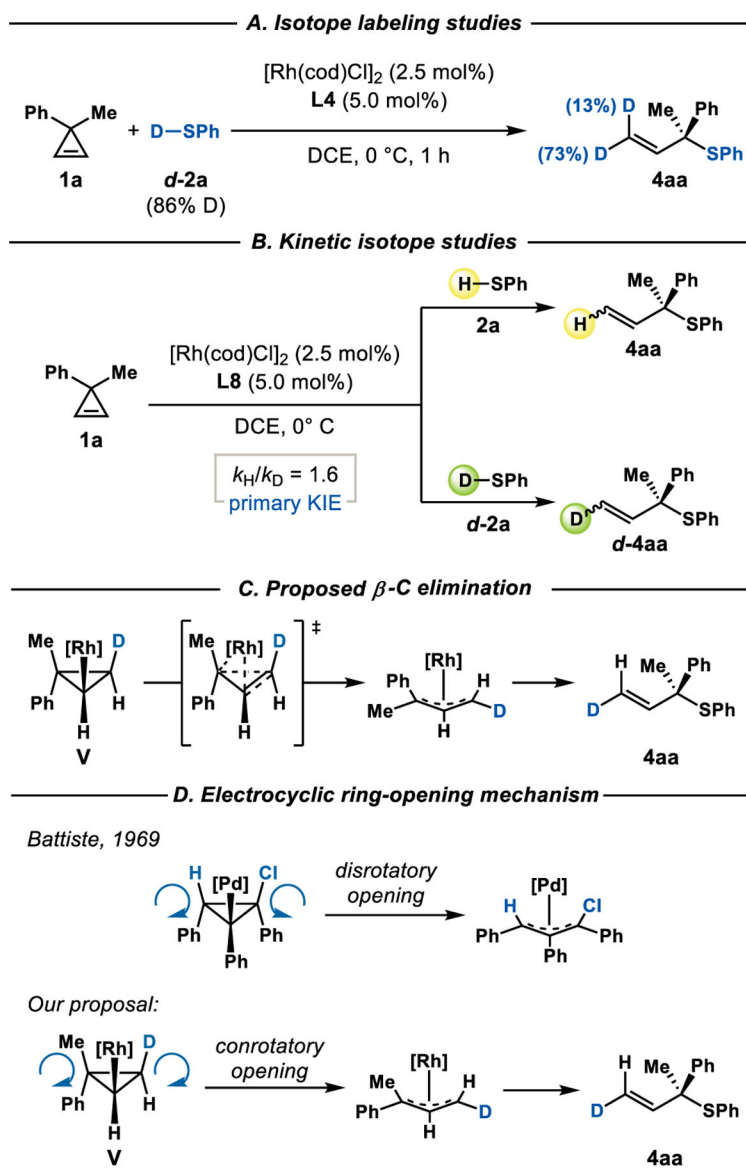 A. Isotope labeling studies
[Rh(cod)Cl]2 (2.5 mol%)
L4 (5.0 mol%)
DCE, 0 °C, 1 h
Ph Me
1a
+
D–SPh
d-2a
(86% D)
(13%) D Me Ph
(73%) D SPh
4aa
B. Kinetic isotope studies
H–SPh
2a
Me Ph
H SPh
4aa
Ph Me
1a
[Rh(cod)Cl]2 (2.5 mol%)
L8 (5.0 mol%)
DCE, 0° C
kH/kD = 1.6
primary KIE
D–SPh
d-2a
Me Ph
D SPh
d-4aa
C. Proposed β-C elimination
Me [Rh] D
Ph H
H
V
Me [Rh] D ‡
Ph H
H
[Rh]
Ph H
Me D
H
H Me Ph
D SPh
4aa
D. Electrocyclic ring-opening mechanism
Battiste, 1969
H [Pd] Cl
Ph Ph
Ph
disrotatory
opening
[Pd]
H Cl
Ph Ph
Ph
Our proposal:
Me [Rh] D
Ph H
H
V
conrotatory
opening
[Rh]
Me H
Ph D
H
H Me Ph
D SPh
4aa